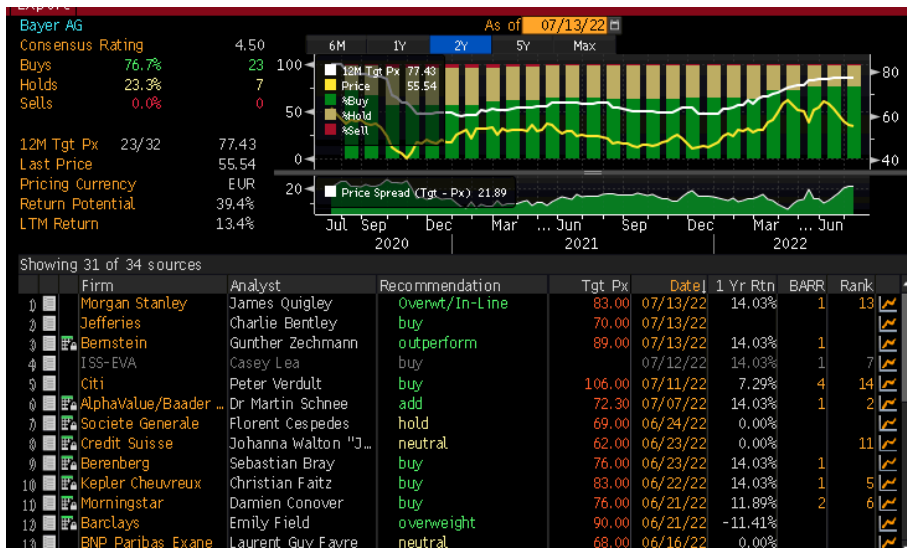 Export
Bayer AG As of 07/13/22
Consensus Rating 4.50 6M 1Y 2Y 5Y Max
Buys 76.7% 23
Holds 23.3% 7
Sells 0.0% 0
100
50
0
12M Tgt Px 77.43
Price 55.54
%Buy
%Hold
%Sell
80
60
40
12M Tgt Px 23/32 77.43
Last Price 55.54
Pricing Currency EUR
Return Potential 39.4%
LTM Return 13.4%
20 Price Spread (Tgt - Px) 21.89
Jul Sep Dec Mar ... Jun Sep Dec Mar ... Jun
2020 2021 2022
Showing 31 of 34 sources
Firm Analyst Recommendation Tgt Px Date↓ 1 Yr Rtn BARR Rank
1) Morgan Stanley James Quigley Overwt/In-Line 83.00 07/13/22 14.03% 1 13
2) Jefferies Charlie Bentley buy 70.00 07/13/22
3) Bernstein Gunther Zechmann outperform 89.00 07/13/22 14.03% 1
4) ISS-EVA Casey Lea buy 07/12/22 14.03% 1 7
5) Citi Peter Verdult buy 106.00 07/11/22 7.29% 4 14
6) AlphaValue/Baader ... Dr Martin Schnee add 72.30 07/07/22 14.03% 1 2
7) Societe Generale Florent Cespedes hold 69.00 06/24/22 0.00%
8) Credit Suisse Johanna Walton "J... neutral 62.00 06/23/22 0.00% 11
9) Berenberg Sebastian Bray buy 76.00 06/23/22 14.03% 1
10) Kepler Cheuvreux Christian Faitz buy 83.00 06/22/22 14.03% 1 5
11) Morningstar Damien Conover buy 76.00 06/21/22 11.89% 2 6
12) Barclays Emily Field overweight 90.00 06/21/22 -11.41%
13) BNP Paribas Exane Laurent Guy Favre neutral 68.00 06/16/22 0.00%